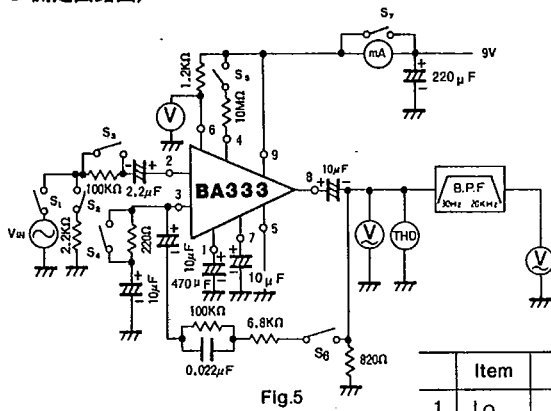 S₇
mA
9V
220μF
1.2KΩ
S₅
10MΩ
V
6
4
9
S₃
100KΩ
2.2μF
2
3
BA333
8
10μF
S₁
S₂
V_IN
2.2KΩ
S₄
220Ω
10μF
10μF
1
7
5
470μF
10μF
V
THD
B.P.F
30Hz 20KHz
V
100KΩ
6.8KΩ
S₆
0.022μF
820Ω
Fig.5
Item